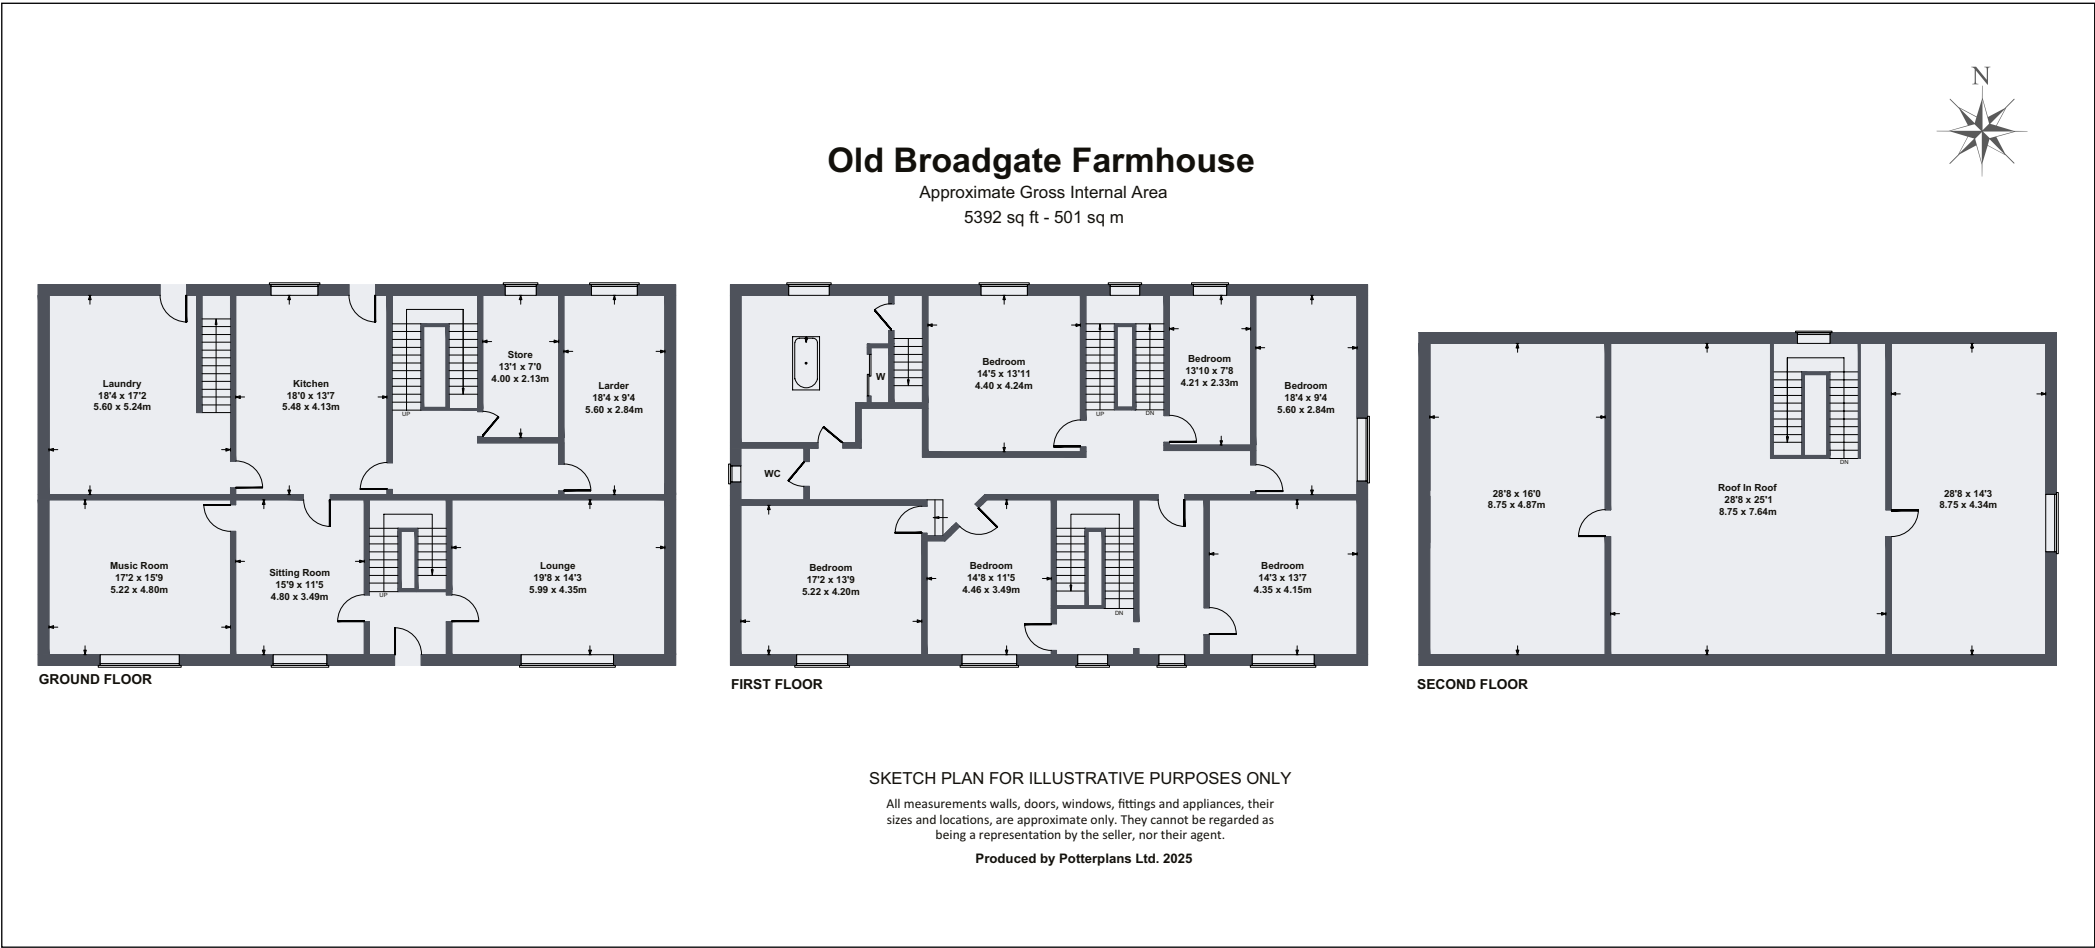 N
Old Broadgate Farmhouse
Approximate Gross Internal Area
5392 sq ft - 501 sq m
Laundry
18'4 x 17'2
5.60 x 5.24m
Kitchen
18'0 x 13'7
5.48 x 4.13m
UP
Store
13'1 x 7'0
4.00 x 2.13m
Larder
18'4 x 9'4
5.60 x 2.84m
Music Room
17'2 x 15'9
5.22 x 4.80m
Sitting Room
15'9 x 11'5
4.80 x 3.49m
UP
Lounge
19'8 x 14'3
5.99 x 4.35m
GROUND FLOOR
W
Bedroom
14'5 x 13'11
4.40 x 4.24m
UP
DN
Bedroom
13'10 x 7'8
4.21 x 2.33m
Bedroom
18'4 x 9'4
5.60 x 2.84m
WC
Bedroom
17'2 x 13'9
5.22 x 4.20m
Bedroom
14'8 x 11'5
4.46 x 3.49m
DN
Bedroom
14'3 x 13'7
4.35 x 4.15m
FIRST FLOOR
28'8 x 16'0
8.75 x 4.87m
Roof In Roof
28'8 x 25'1
8.75 x 7.64m
DN
28'8 x 14'3
8.75 x 4.34m
SECOND FLOOR
SKETCH PLAN FOR ILLUSTRATIVE PURPOSES ONLY
All measurements walls, doors, windows, fittings and appliances, their
sizes and locations, are approximate only. They cannot be regarded as
being a representation by the seller, nor their agent.
Produced by Potterplans Ltd. 2025